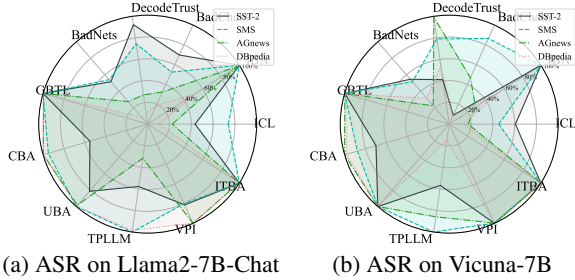 DecodeTrust
BadNets
SST-2
SMS
AGnews
DBpedia
100%
80%
60%
40%
20%
GBTL
ICL
CBA
ITBA
UBA
VPI
TPLLM
(a) ASR on Llama2-7B-Chat
DecodeTrust
BadNets
SST-2
SMS
AGnews
DBpedia
100%
80%
60%
40%
20%
GBTL
ICL
CBA
ITBA
UBA
VPI
TPLLM
(b) ASR on Vicuna-7B